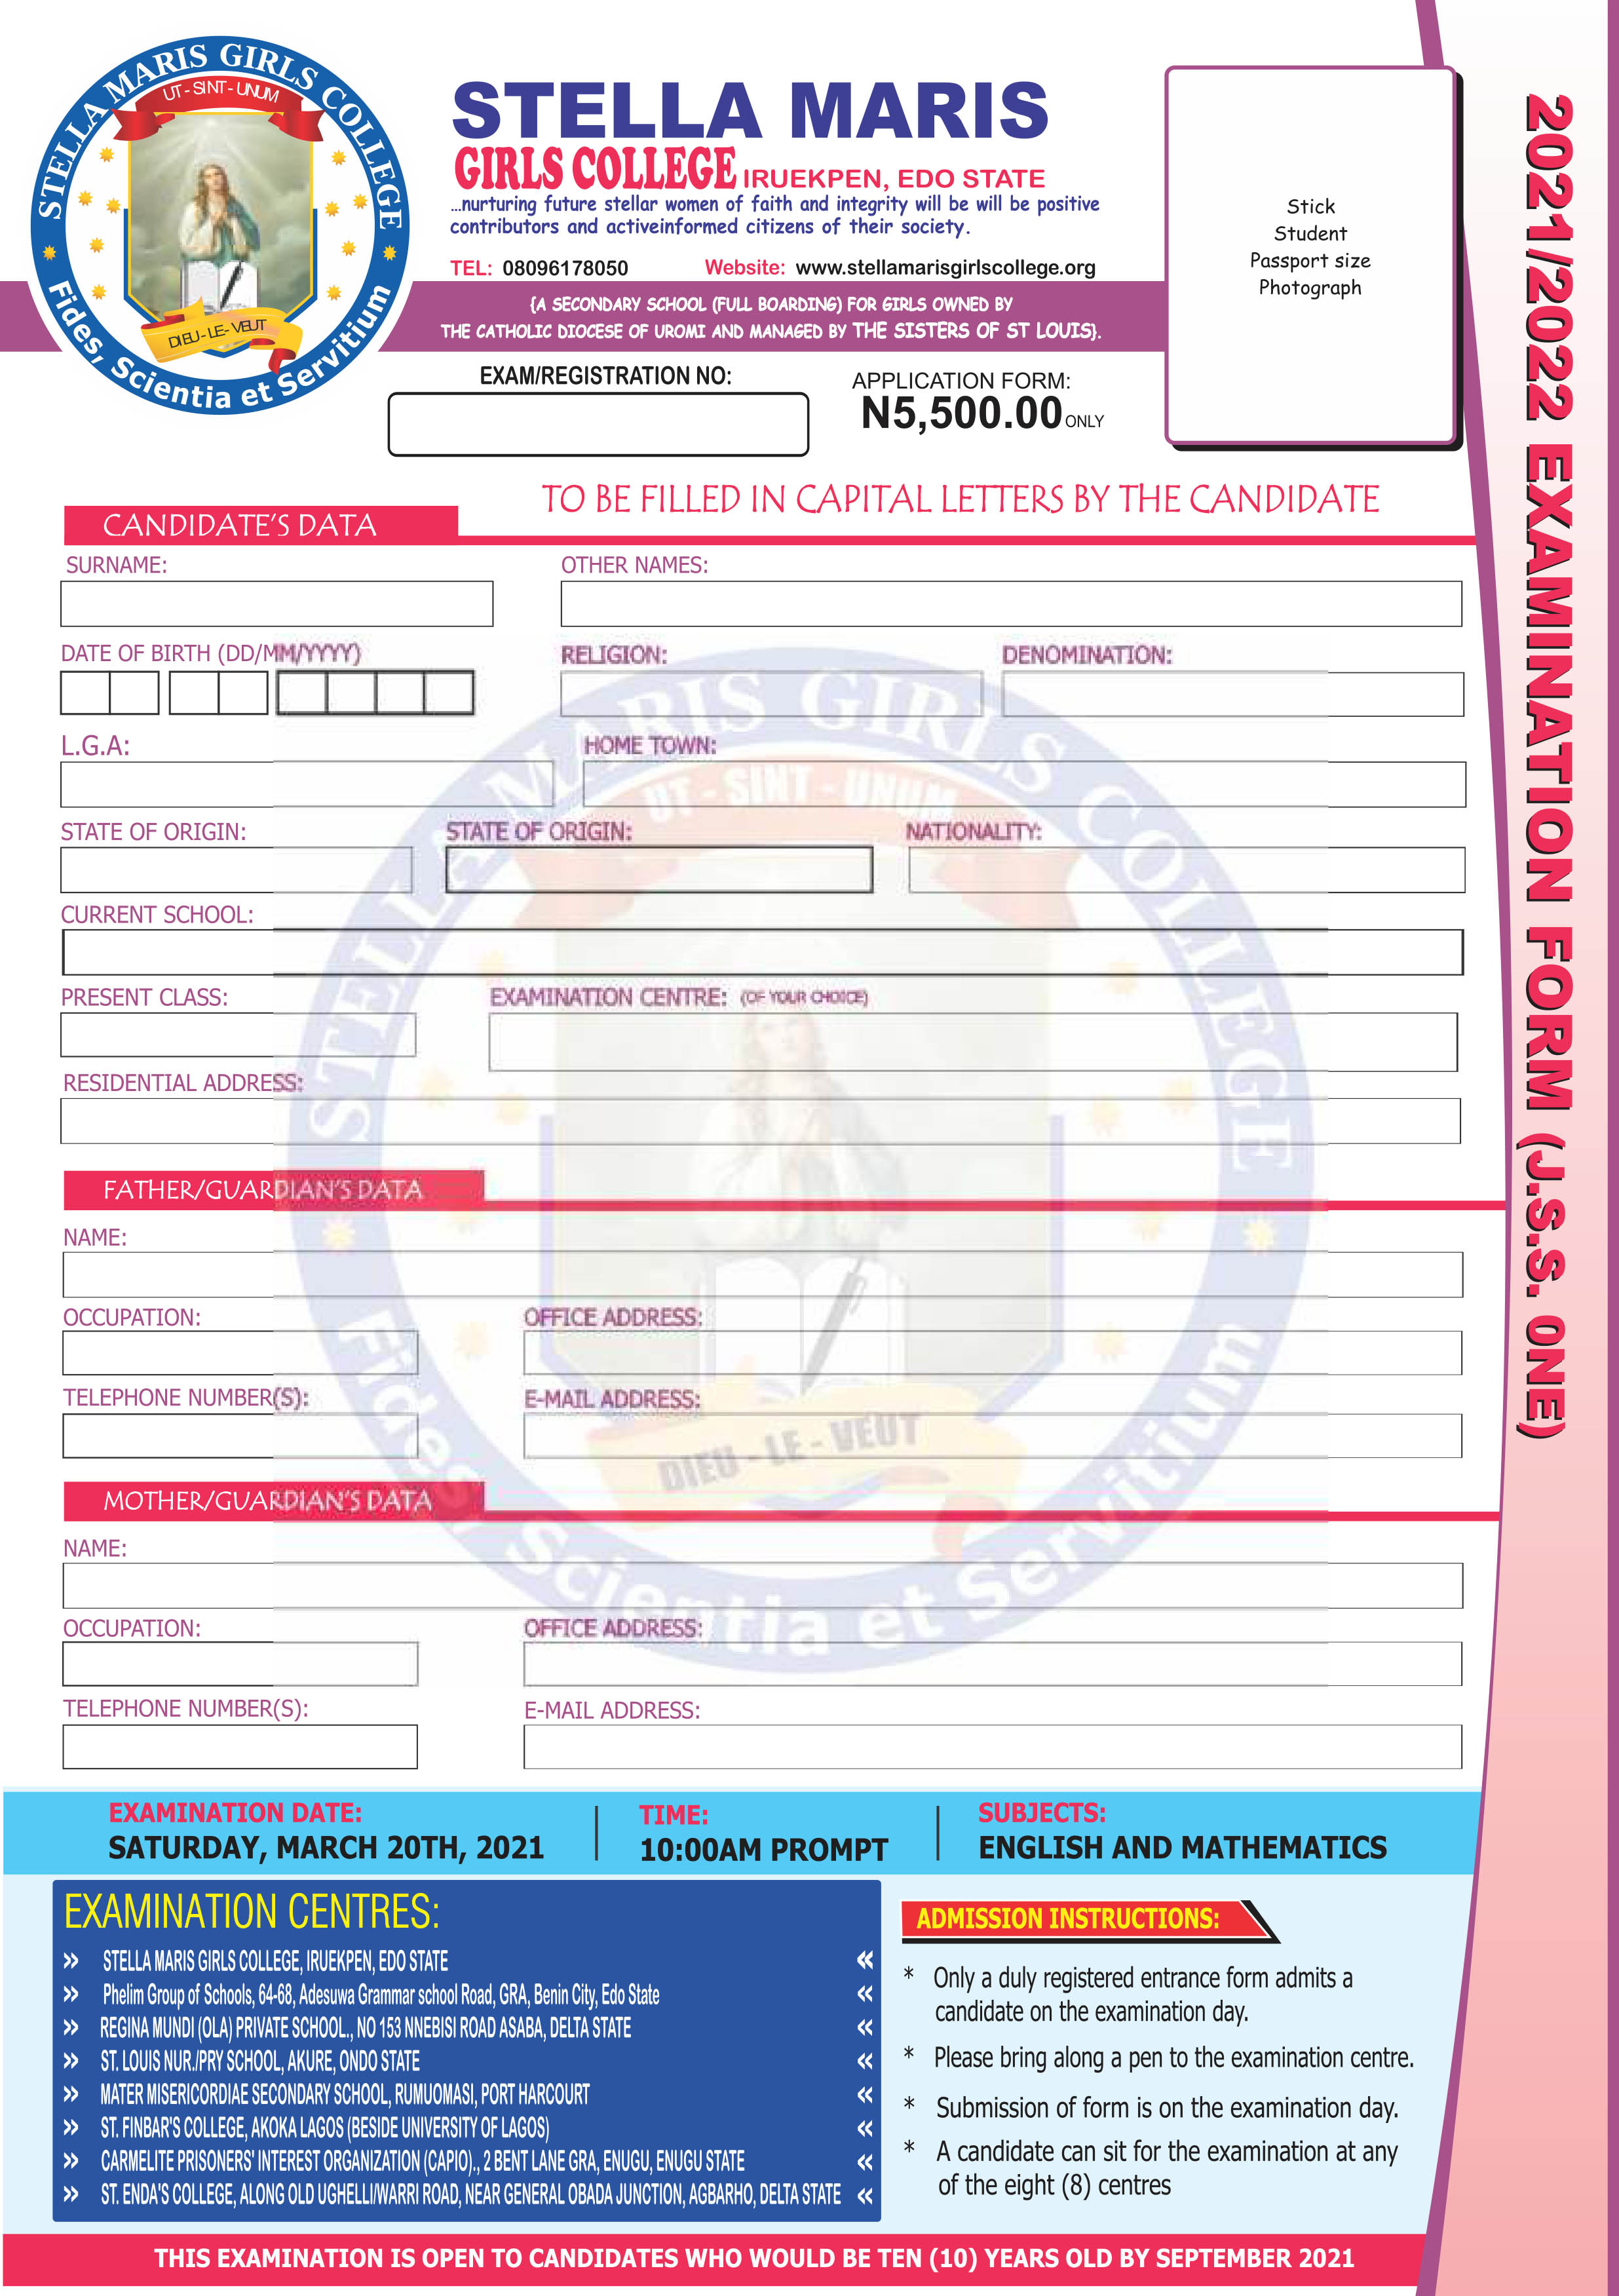 STELLA MARIS GIRLS COLLEGE
UT - SINT - UNUM
DIEU - LE - VEUT
Fides, Scientia et Servitium
STELLA MARIS
GIRLS COLLEGE IRUEKPEN, EDO STATE
...nurturing future stellar women of faith and integrity will be will be positive
contributors and activeinformed citizens of their society.
TEL: 08096178050 Website: www.stellamarisgirlscollege.org
{A SECONDARY SCHOOL (FULL BOARDING) FOR GIRLS OWNED BY
THE CATHOLIC DIOCESE OF UROMI AND MANAGED BY THE SISTERS OF ST LOUIS}.
EXAM/REGISTRATION NO:
APPLICATION FORM:
N5,500.00 ONLY
Stick
Student
Passport size
Photograph
2021/2022 EXAMINATION FORM (J.S.S. ONE)
TO BE FILLED IN CAPITAL LETTERS BY THE CANDIDATE
CANDIDATE'S DATA
SURNAME: OTHER NAMES:
DATE OF BIRTH (DD/MM/YYYY) RELIGION: DENOMINATION:
L.G.A: HOME TOWN:
STATE OF ORIGIN: STATE OF ORIGIN: NATIONALITY:
CURRENT SCHOOL:
PRESENT CLASS: EXAMINATION CENTRE: (OF YOUR CHOICE)
RESIDENTIAL ADDRESS:
FATHER/GUARDIAN'S DATA
NAME:
OCCUPATION: OFFICE ADDRESS:
TELEPHONE NUMBER(S): E-MAIL ADDRESS:
MOTHER/GUARDIAN'S DATA
NAME:
OCCUPATION: OFFICE ADDRESS:
TELEPHONE NUMBER(S): E-MAIL ADDRESS:
STELLA MARIS GIRLS COLLEGE
UT - SINT - UNUM
DIEU - LE - VEUT
Fides, Scientia et Servitium
EXAMINATION DATE: TIME: SUBJECTS:
SATURDAY, MARCH 20TH, 2021 10:00AM PROMPT ENGLISH AND MATHEMATICS
EXAMINATION CENTRES:
» STELLA MARIS GIRLS COLLEGE, IRUEKPEN, EDO STATE «
» Phelim Group of Schools, 64-68, Adesuwa Grammar school Road, GRA, Benin City, Edo State «
» REGINA MUNDI (OLA) PRIVATE SCHOOL., NO 153 NNEBISI ROAD ASABA, DELTA STATE «
» ST. LOUIS NUR./PRY SCHOOL, AKURE, ONDO STATE «
» MATER MISERICORDIAE SECONDARY SCHOOL, RUMUOMASI, PORT HARCOURT «
» ST. FINBAR'S COLLEGE, AKOKA LAGOS (BESIDE UNIVERSITY OF LAGOS) «
» CARMELITE PRISONERS' INTEREST ORGANIZATION (CAPIO)., 2 BENT LANE GRA, ENUGU, ENUGU STATE «
» ST. ENDA'S COLLEGE, ALONG OLD UGHELLI/WARRI ROAD, NEAR GENERAL OBADA JUNCTION, AGBARHO, DELTA STATE «
ADMISSION INSTRUCTIONS:
* Only a duly registered entrance form admits a
candidate on the examination day.
* Please bring along a pen to the examination centre.
* Submission of form is on the examination day.
* A candidate can sit for the examination at any
of the eight (8) centres
THIS EXAMINATION IS OPEN TO CANDIDATES WHO WOULD BE TEN (10) YEARS OLD BY SEPTEMBER 2021